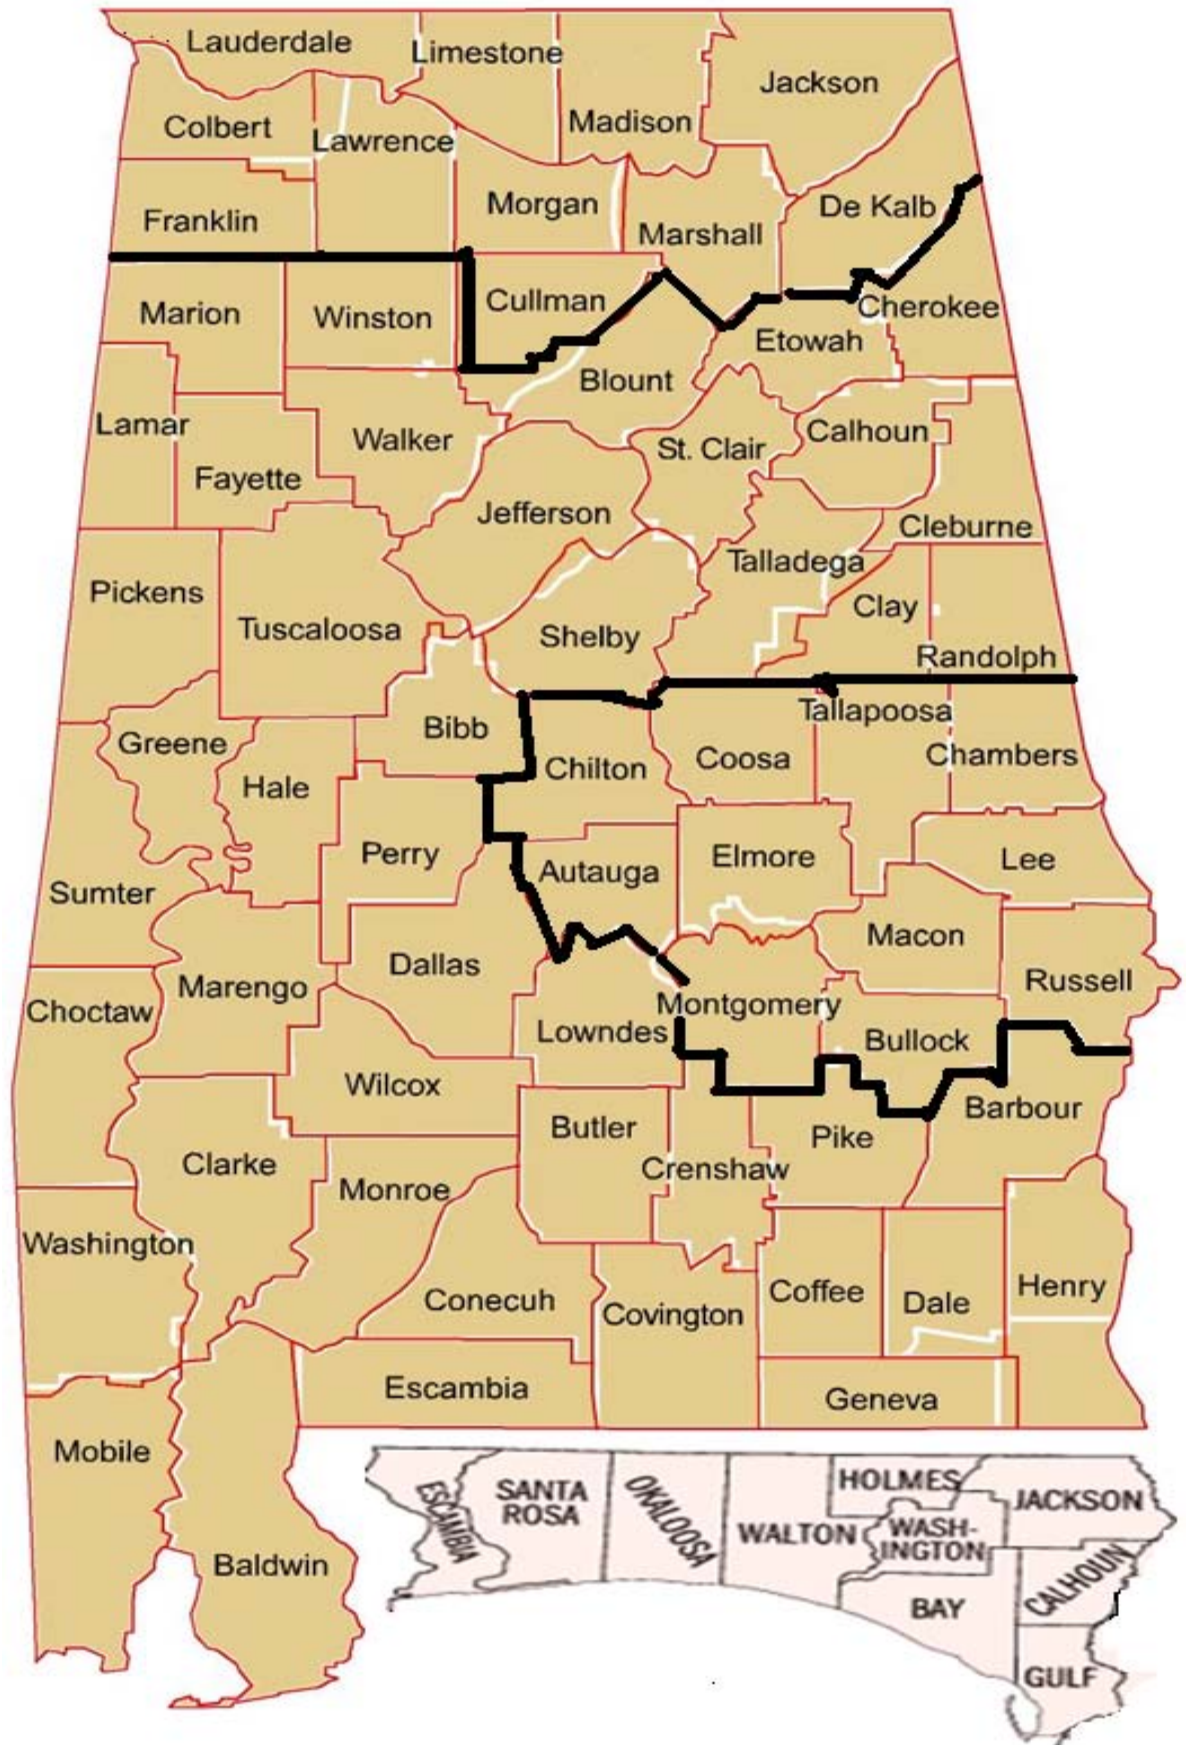 Lauderdale
Limestone
Jackson
Madison
Colbert
Lawrence
Morgan
De Kalb
Franklin
Marshall
Cullman
Cherokee
Marion
Winston
Etowah
Blount
Lamar
Walker
Calhoun
St. Clair
Fayette
Jefferson
Cleburne
Talladega
Pickens
Clay
Tuscaloosa
Shelby
Randolph
Tallapoosa
Bibb
Greene
Chambers
Coosa
Chilton
Hale
Perry
Elmore
Lee
Autauga
Sumter
Macon
Dallas
Russell
Marengo
Montgomery
Choctaw
Lowndes
Bullock
Wilcox
Barbour
Butler
Pike
Clarke
Crenshaw
Monroe
Washington
Henry
Coffee
Conecuh
Dale
Covington
Escambia
Geneva
Mobile
Baldwin
ESCAMBIA
SANTA
ROSA
OKALOOSA
WALTON
HOLMES
WASH-
INGTON
JACKSON
BAY
CALHOUN
GULF